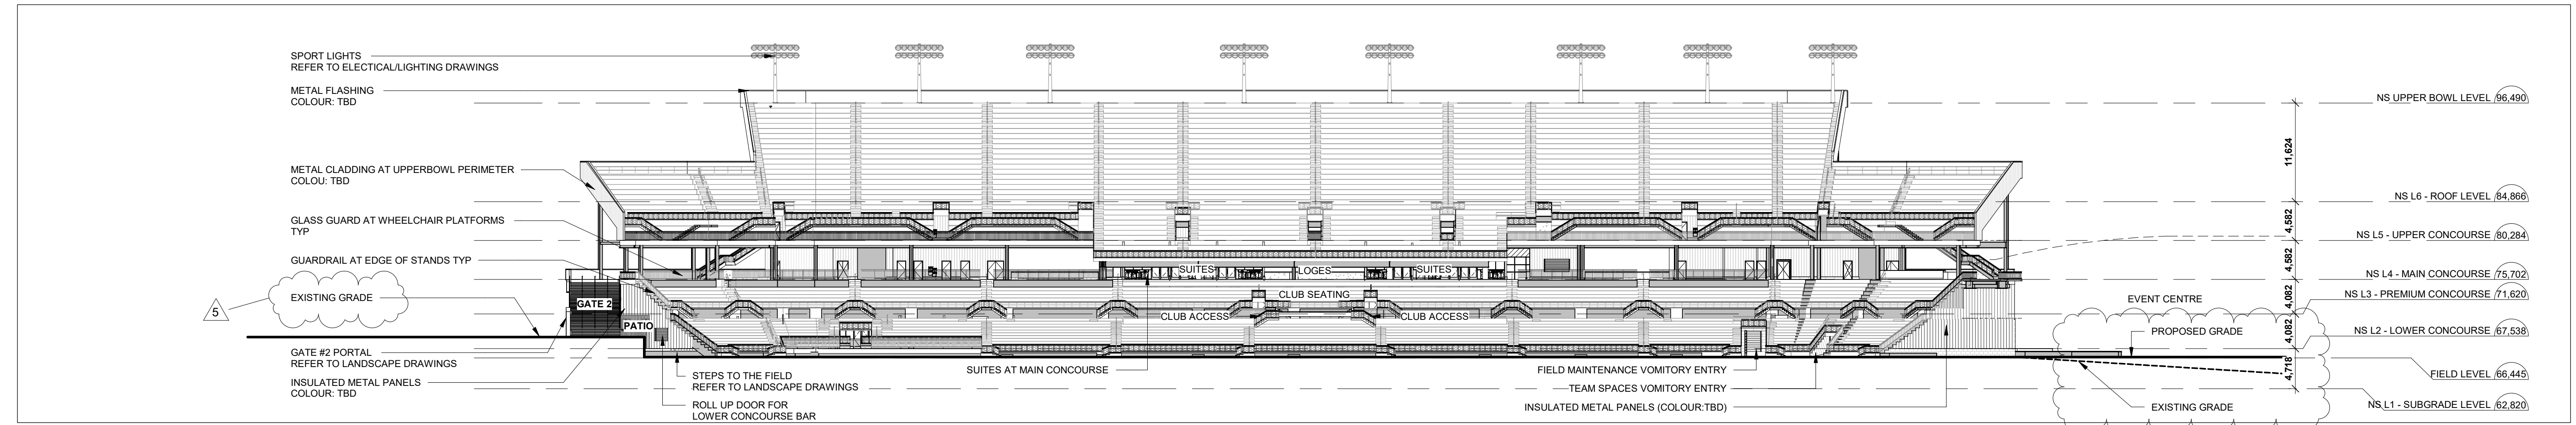 SPORT LIGHTS
REFER TO ELECTICAL/LIGHTING DRAWINGS
METAL FLASHING
COLOUR: TBD
METAL CLADDING AT UPPERBOWL PERIMETER
COLOU: TBD
GLASS GUARD AT WHEELCHAIR PLATFORMS
TYP
GUARDRAIL AT EDGE OF STANDS TYP
5
EXISTING GRADE
GATE #2 PORTAL
REFER TO LANDSCAPE DRAWINGS
INSULATED METAL PANELS
COLOUR: TBD
GATE 2
PATIO
STEPS TO THE FIELD
REFER TO LANDSCAPE DRAWINGS
ROLL UP DOOR FOR
LOWER CONCOURSE BAR
SUITES
LOGES
SUITES
CLUB SEATING
CLUB ACCESS
CLUB ACCESS
SUITES AT MAIN CONCOURSE
FIELD MAINTENANCE VOMITORY ENTRY
TEAM SPACES VOMITORY ENTRY
INSULATED METAL PANELS (COLOUR:TBD)
EVENT CENTRE
PROPOSED GRADE
EXISTING GRADE
11,624
4,582
4,582
4,082
4,082
4,718
NS UPPER BOWL LEVEL 96,490
NS L6 - ROOF LEVEL 84,866
NS L5 - UPPER CONCOURSE 80,284
NS L4 - MAIN CONCOURSE 75,702
NS L3 - PREMIUM CONCOURSE 71,620
NS L2 - LOWER CONCOURSE 67,538
FIELD LEVEL 66,445
NS L1 - SUBGRADE LEVEL 62,820